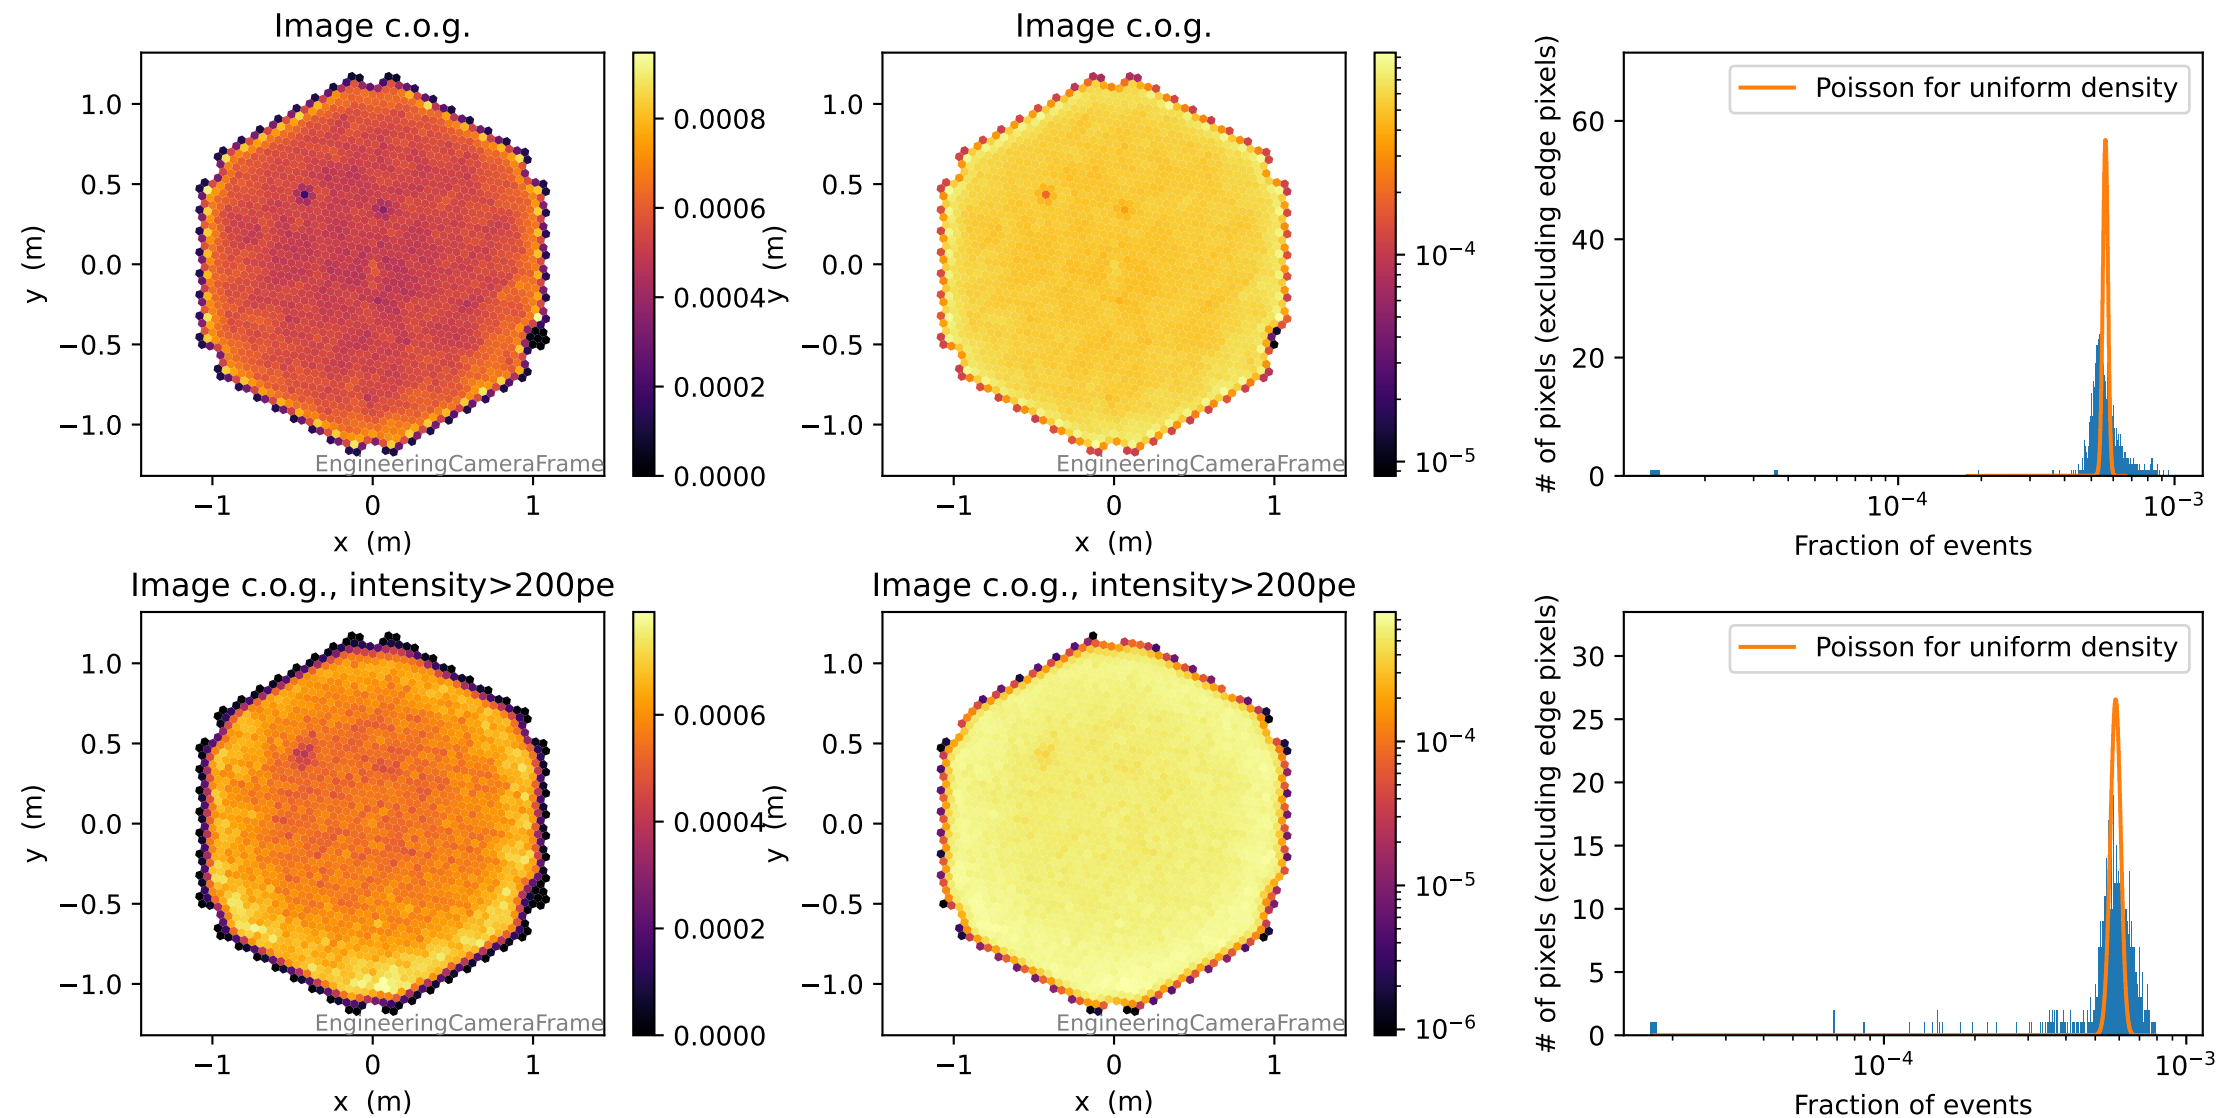 Image c.o.g.
y (m)
1.0
0.5
0.0
−0.5
−1.0
EngineeringCameraFrame
−1 0 1
x (m)
0.0008
0.0006
0.0004
0.0002
0.0000
Image c.o.g.
y (m)
1.0
0.5
0.0
−0.5
−1.0
EngineeringCameraFrame
−1 0 1
x (m)
10⁻⁴
10⁻⁵
# of pixels (excluding edge pixels)
60
40
20
0
Poisson for uniform density
10⁻⁴ 10⁻³
Fraction of events
Image c.o.g., intensity>200pe
y (m)
1.0
0.5
0.0
−0.5
−1.0
EngineeringCameraFrame
−1 0 1
x (m)
0.0006
0.0004
0.0002
0.0000
Image c.o.g., intensity>200pe
y (m)
1.0
0.5
0.0
−0.5
−1.0
EngineeringCameraFrame
−1 0 1
x (m)
10⁻⁴
10⁻⁵
10⁻⁶
# of pixels (excluding edge pixels)
30
25
20
15
10
5
0
Poisson for uniform density
10⁻⁴ 10⁻³
Fraction of events